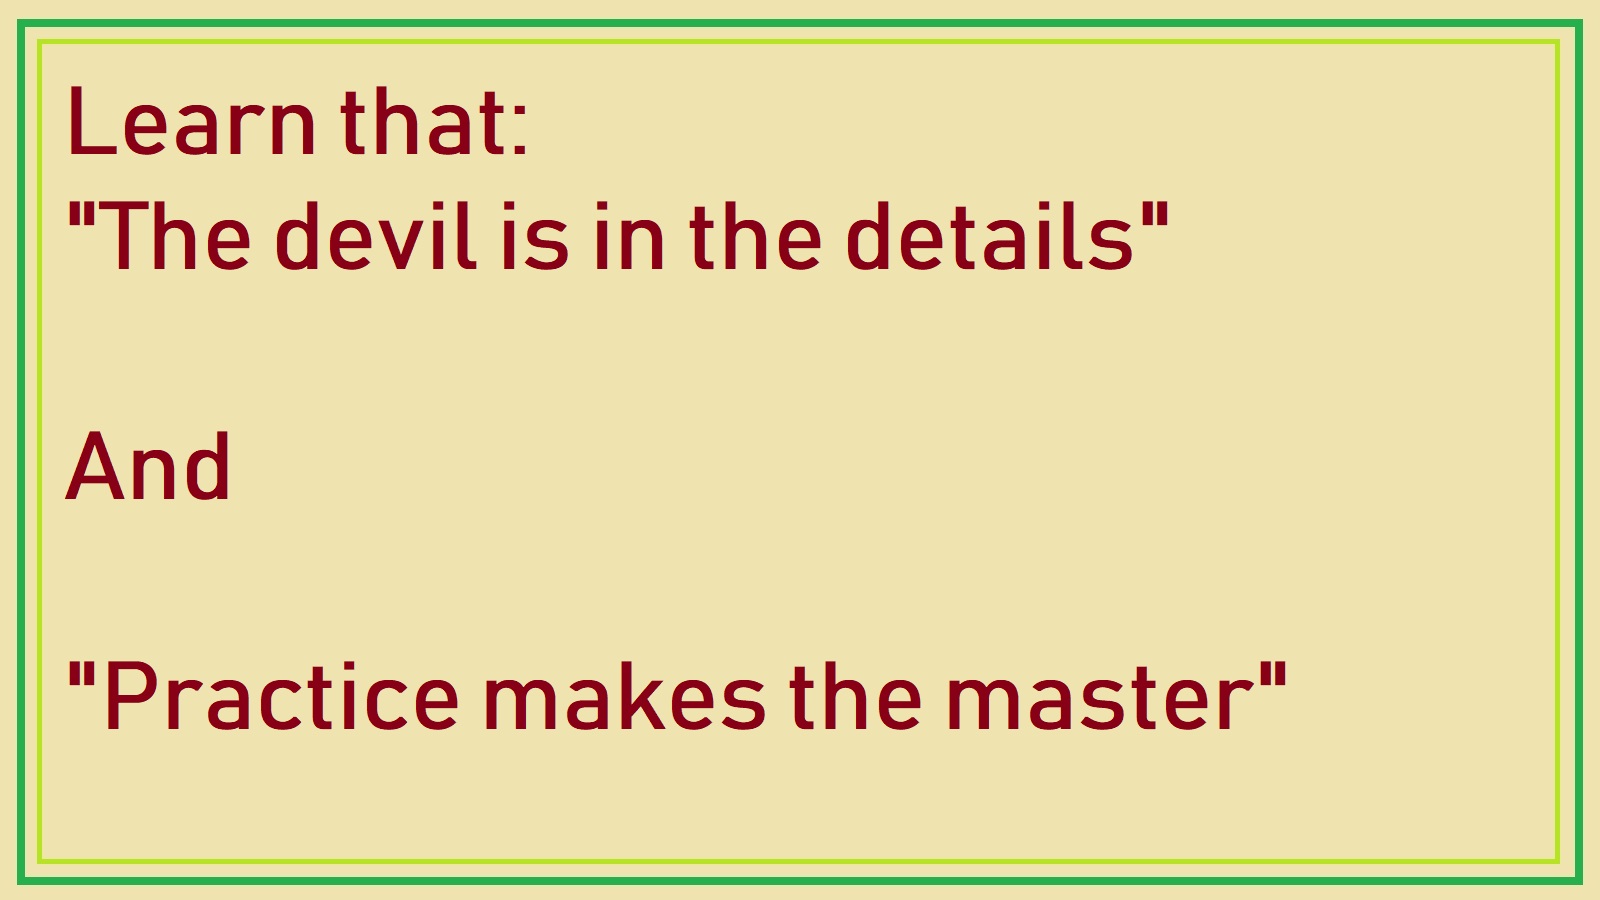 Learn that:
"The devil is in the details"
And
"Practice makes the master"